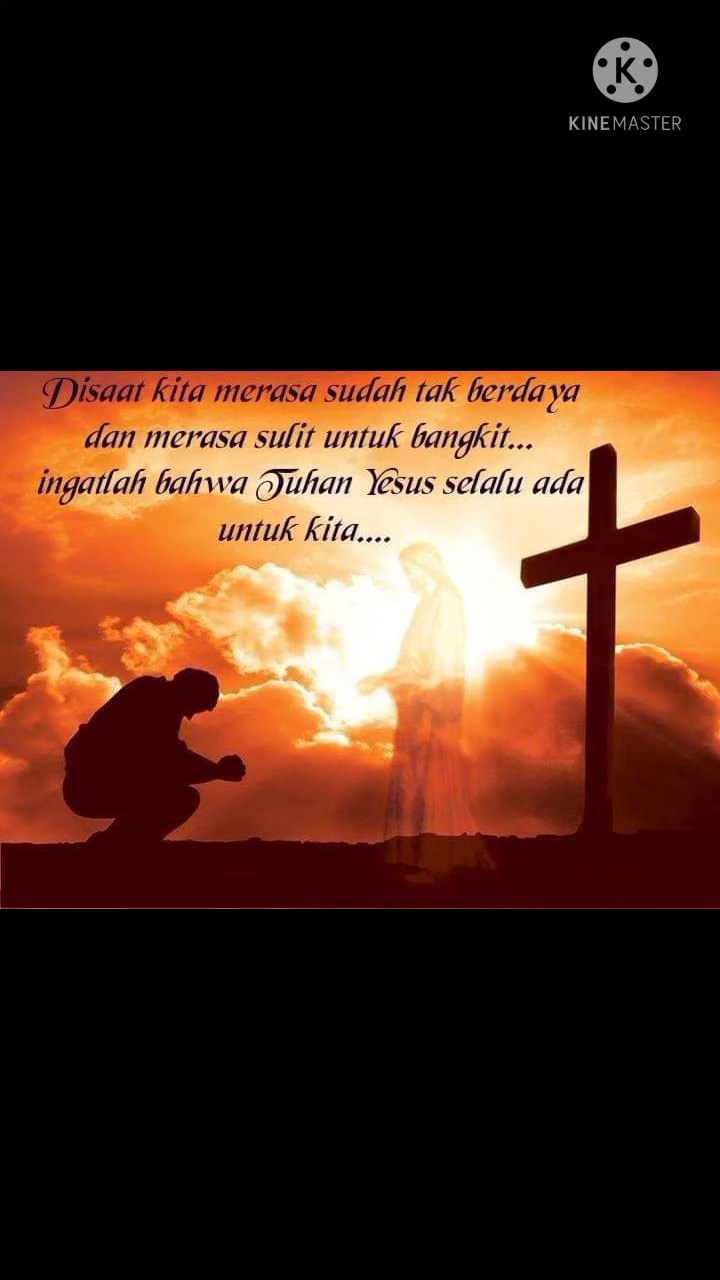 K
KINEMASTER
Disaat kita merasa sudah tak berdaya
dan merasa sulit untuk bangkit...
ingatlah bahwa Tuhan Yesus selalu ada
untuk kita....